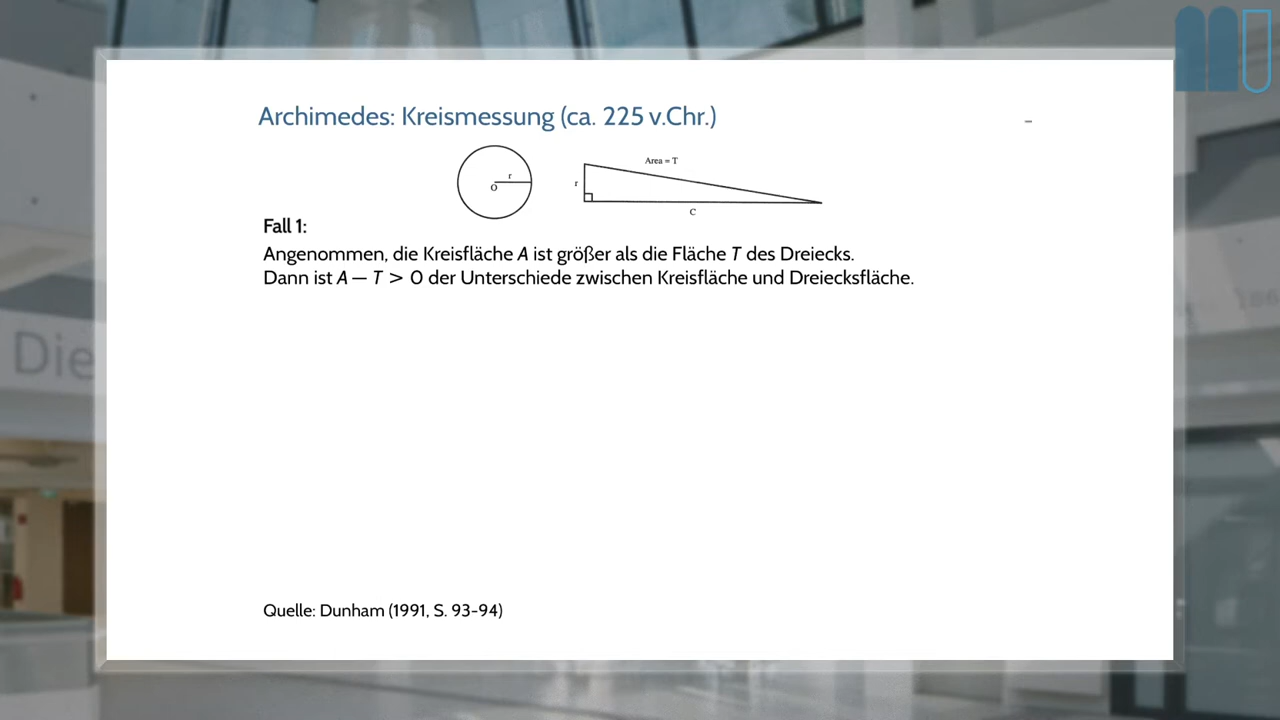 Archimedes: Kreismessung (ca. 225 v.Chr.)
–
r
O
Area = T
r
C
Fall 1:
Angenommen, die Kreisfläche A ist größer als die Fläche T des Dreiecks.
Dann ist A — T > 0 der Unterschiede zwischen Kreisfläche und Dreiecksfläche.
Die
Quelle: Dunham (1991, S. 93-94)